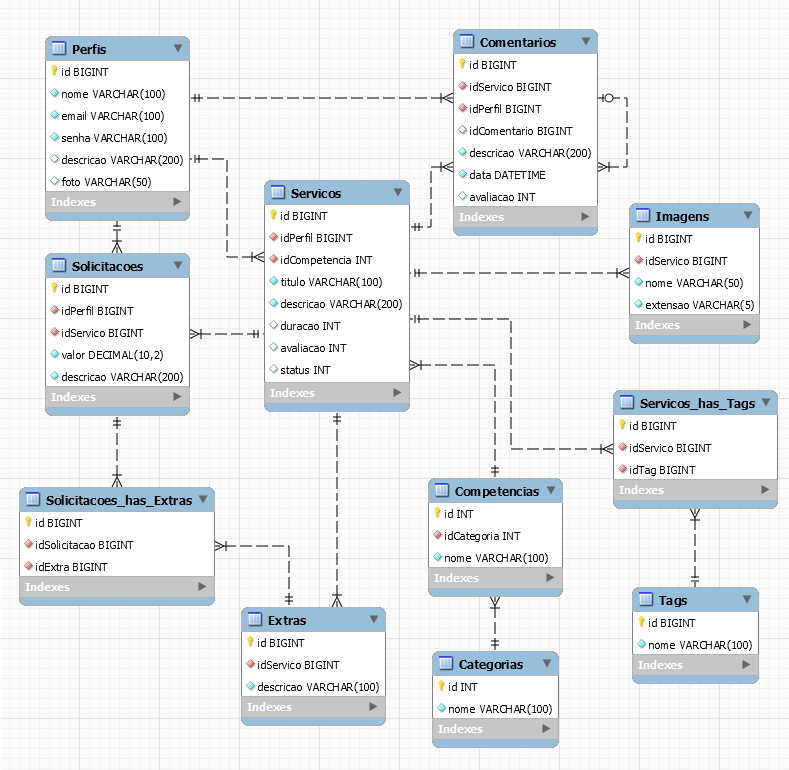 Perfis
id BIGINT
nome VARCHAR(100)
email VARCHAR(100)
senha VARCHAR(100)
descricao VARCHAR(200)
foto VARCHAR(50)
Indexes
Comentarios
id BIGINT
idServico BIGINT
idPerfil BIGINT
idComentario BIGINT
descricao VARCHAR(200)
data DATETIME
avaliacao INT
Indexes
Servicos
id BIGINT
idPerfil BIGINT
idCompetencia INT
titulo VARCHAR(100)
descricao VARCHAR(200)
duracao INT
avaliacao INT
status INT
Indexes
Imagens
id BIGINT
idServico BIGINT
nome VARCHAR(50)
extensao VARCHAR(5)
Indexes
Solicitacoes
id BIGINT
idPerfil BIGINT
idServico BIGINT
valor DECIMAL(10,2)
descricao VARCHAR(200)
Indexes
Servicos_has_Tags
id BIGINT
idServico BIGINT
idTag BIGINT
Indexes
Solicitacoes_has_Extras
id BIGINT
idSolicitacao BIGINT
idExtra BIGINT
Indexes
Competencias
id INT
idCategoria INT
nome VARCHAR(100)
Indexes
Extras
id BIGINT
idServico BIGINT
descricao VARCHAR(100)
Indexes
Categorias
id INT
nome VARCHAR(100)
Indexes
Tags
id BIGINT
nome VARCHAR(100)
Indexes